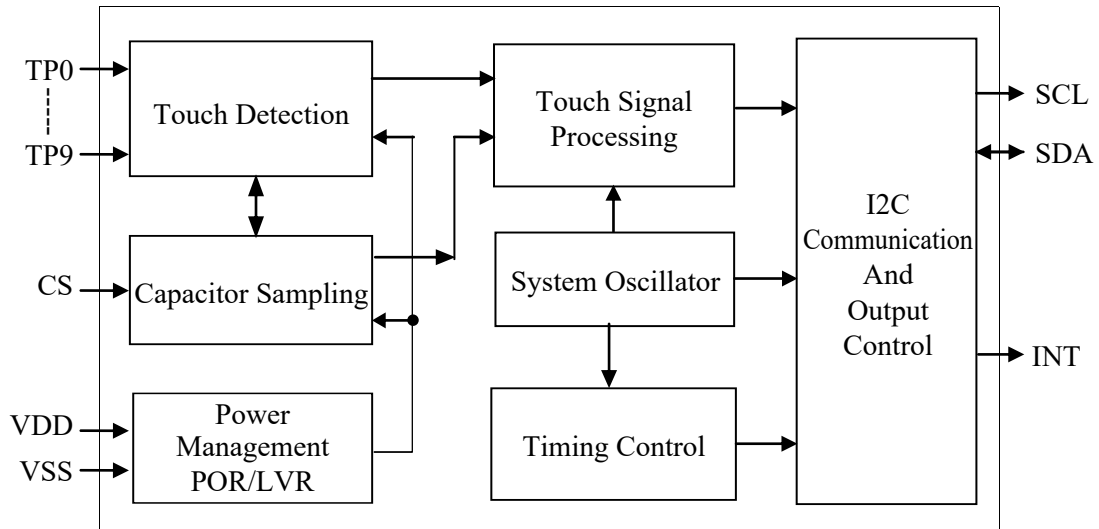 TP0
TP9
CS
VDD
VSS
Touch Detection
Capacitor Sampling
Power
Management
POR/LVR
Touch Signal
Processing
System Oscillator
Timing Control
I2C
Communication
And
Output
Control
SCL
SDA
INT